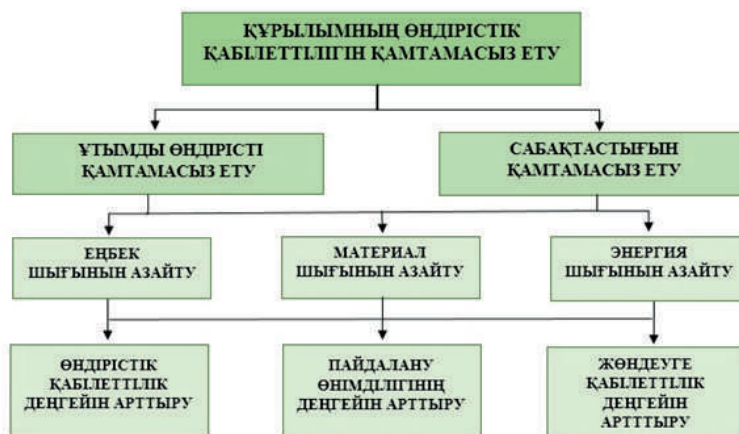 ҚҰРЫЛЫМНЫҢ ӨНДІРІСТІК
ҚАБІЛЕТТІЛІГІН ҚАМТАМАСЫЗ ЕТУ
ҰТЫМДЫ ӨНДІРІСТІ
ҚАМТАМАСЫЗ ЕТУ
САБАҚТАСТЫҒЫН
ҚАМТАМАСЫЗ ЕТУ
ЕҢБЕК
ШЫҒЫНЫН АЗАЙТУ
МАТЕРИАЛ
ШЫҒЫНЫН АЗАЙТУ
ЭНЕРГИЯ
ШЫҒЫНЫН АЗАЙТУ
ӨНДІРІСТІК
ҚАБІЛЕТТІЛІК
ДЕҢГЕЙІН АРТТЫРУ
ПАЙДАЛАНУ
ӨНІМДІЛІГІНІҢ
ДЕҢГЕЙІН АРТТЫРУ
ЖӨНДЕУГЕ
ҚАБІЛЕТТІЛІК
ДЕҢГЕЙІН
АРТТТЫРУ